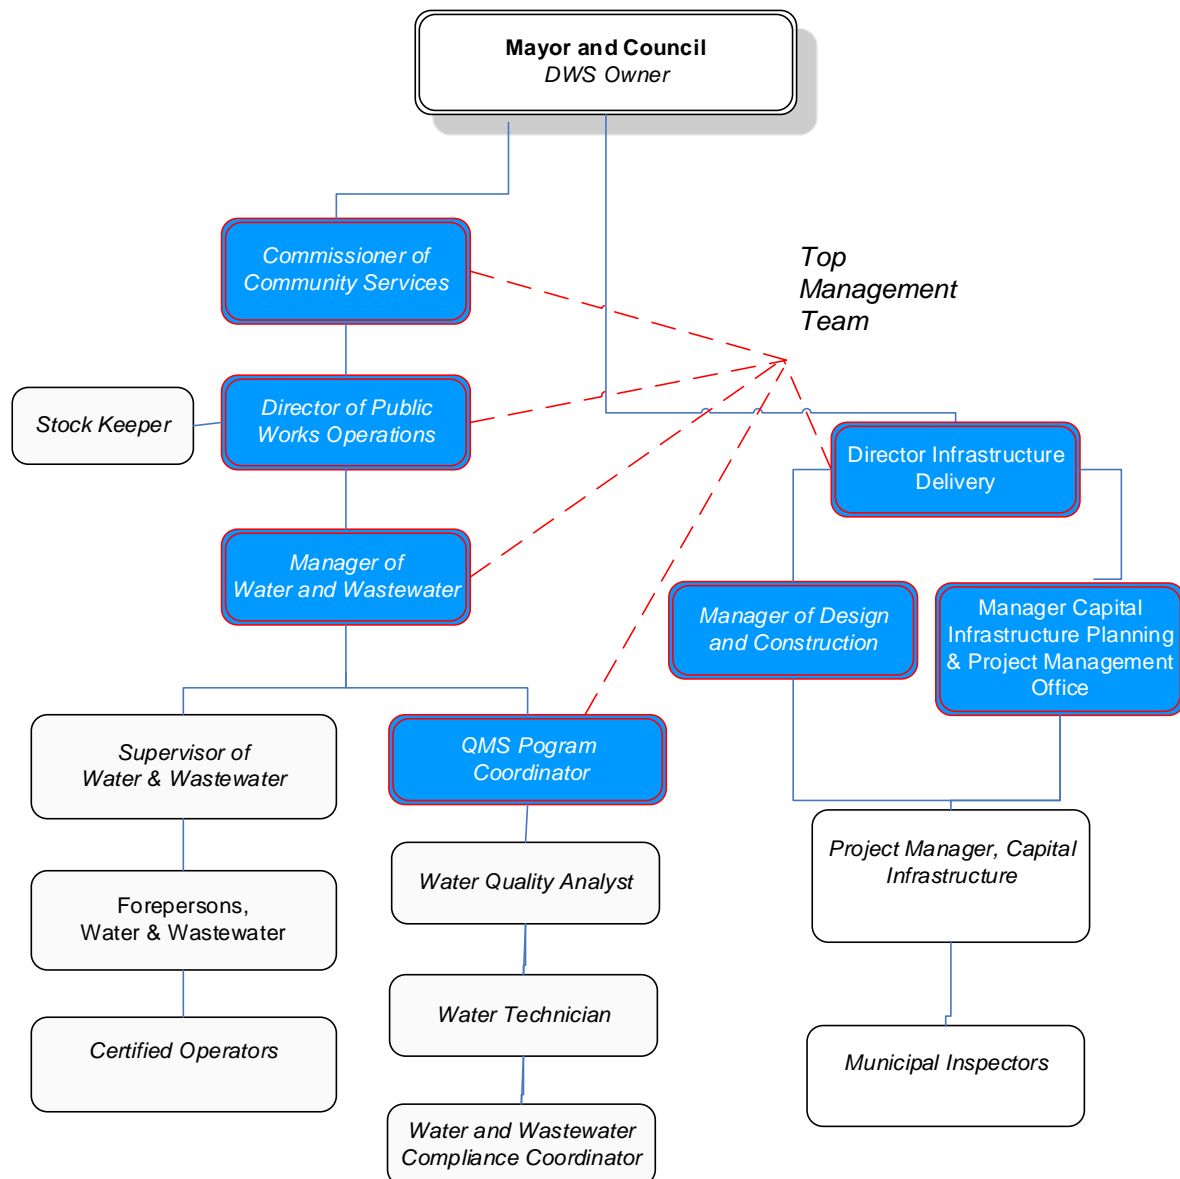 Mayor and Council
DWS Owner
Commissioner of
Community Services
Top
Management
Team
Stock Keeper
Director of Public
Works Operations
Director Infrastructure
Delivery
Manager of
Water and Wastewater
Manager of Design
and Construction
Manager Capital
Infrastructure Planning
& Project Management
Office
Supervisor of
Water & Wastewater
QMS Pogram
Coordinator
Project Manager, Capital
Infrastructure
Water Quality Analyst
Forepersons,
Water & Wastewater
Water Technician
Certified Operators
Municipal Inspectors
Water and Wastewater
Compliance Coordinator